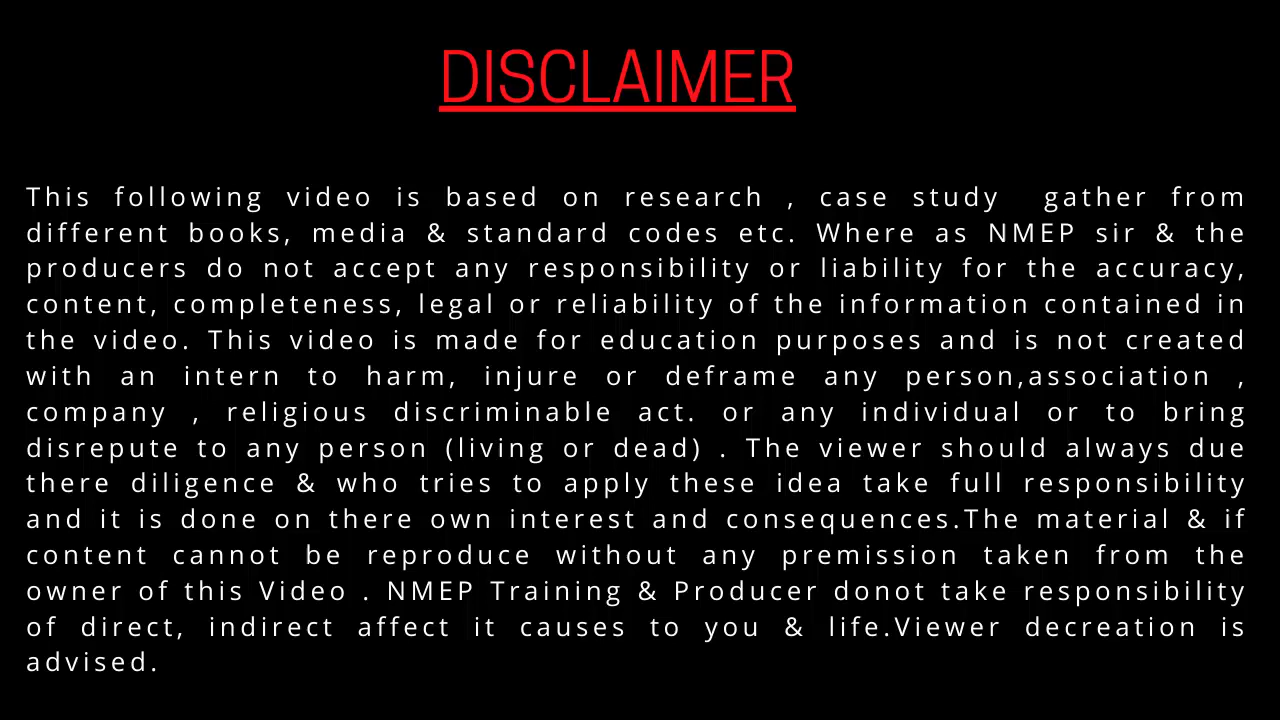 DISCLAIMER
This following video is based on research , case study gather from
different books, media & standard codes etc. Where as NMEP sir & the
producers do not accept any responsibility or liability for the accuracy,
content, completeness, legal or reliability of the information contained in
the video. This video is made for education purposes and is not created
with an intern to harm, injure or deframe any person,association ,
company , religious discriminable act. or any individual or to bring
disrepute to any person (living or dead) . The viewer should always due
there diligence & who tries to apply these idea take full responsibility
and it is done on there own interest and consequences.The material & if
content cannot be reproduce without any premission taken from the
owner of this Video . NMEP Training & Producer donot take responsibility
of direct, indirect affect it causes to you & life.Viewer decreation is
advised.